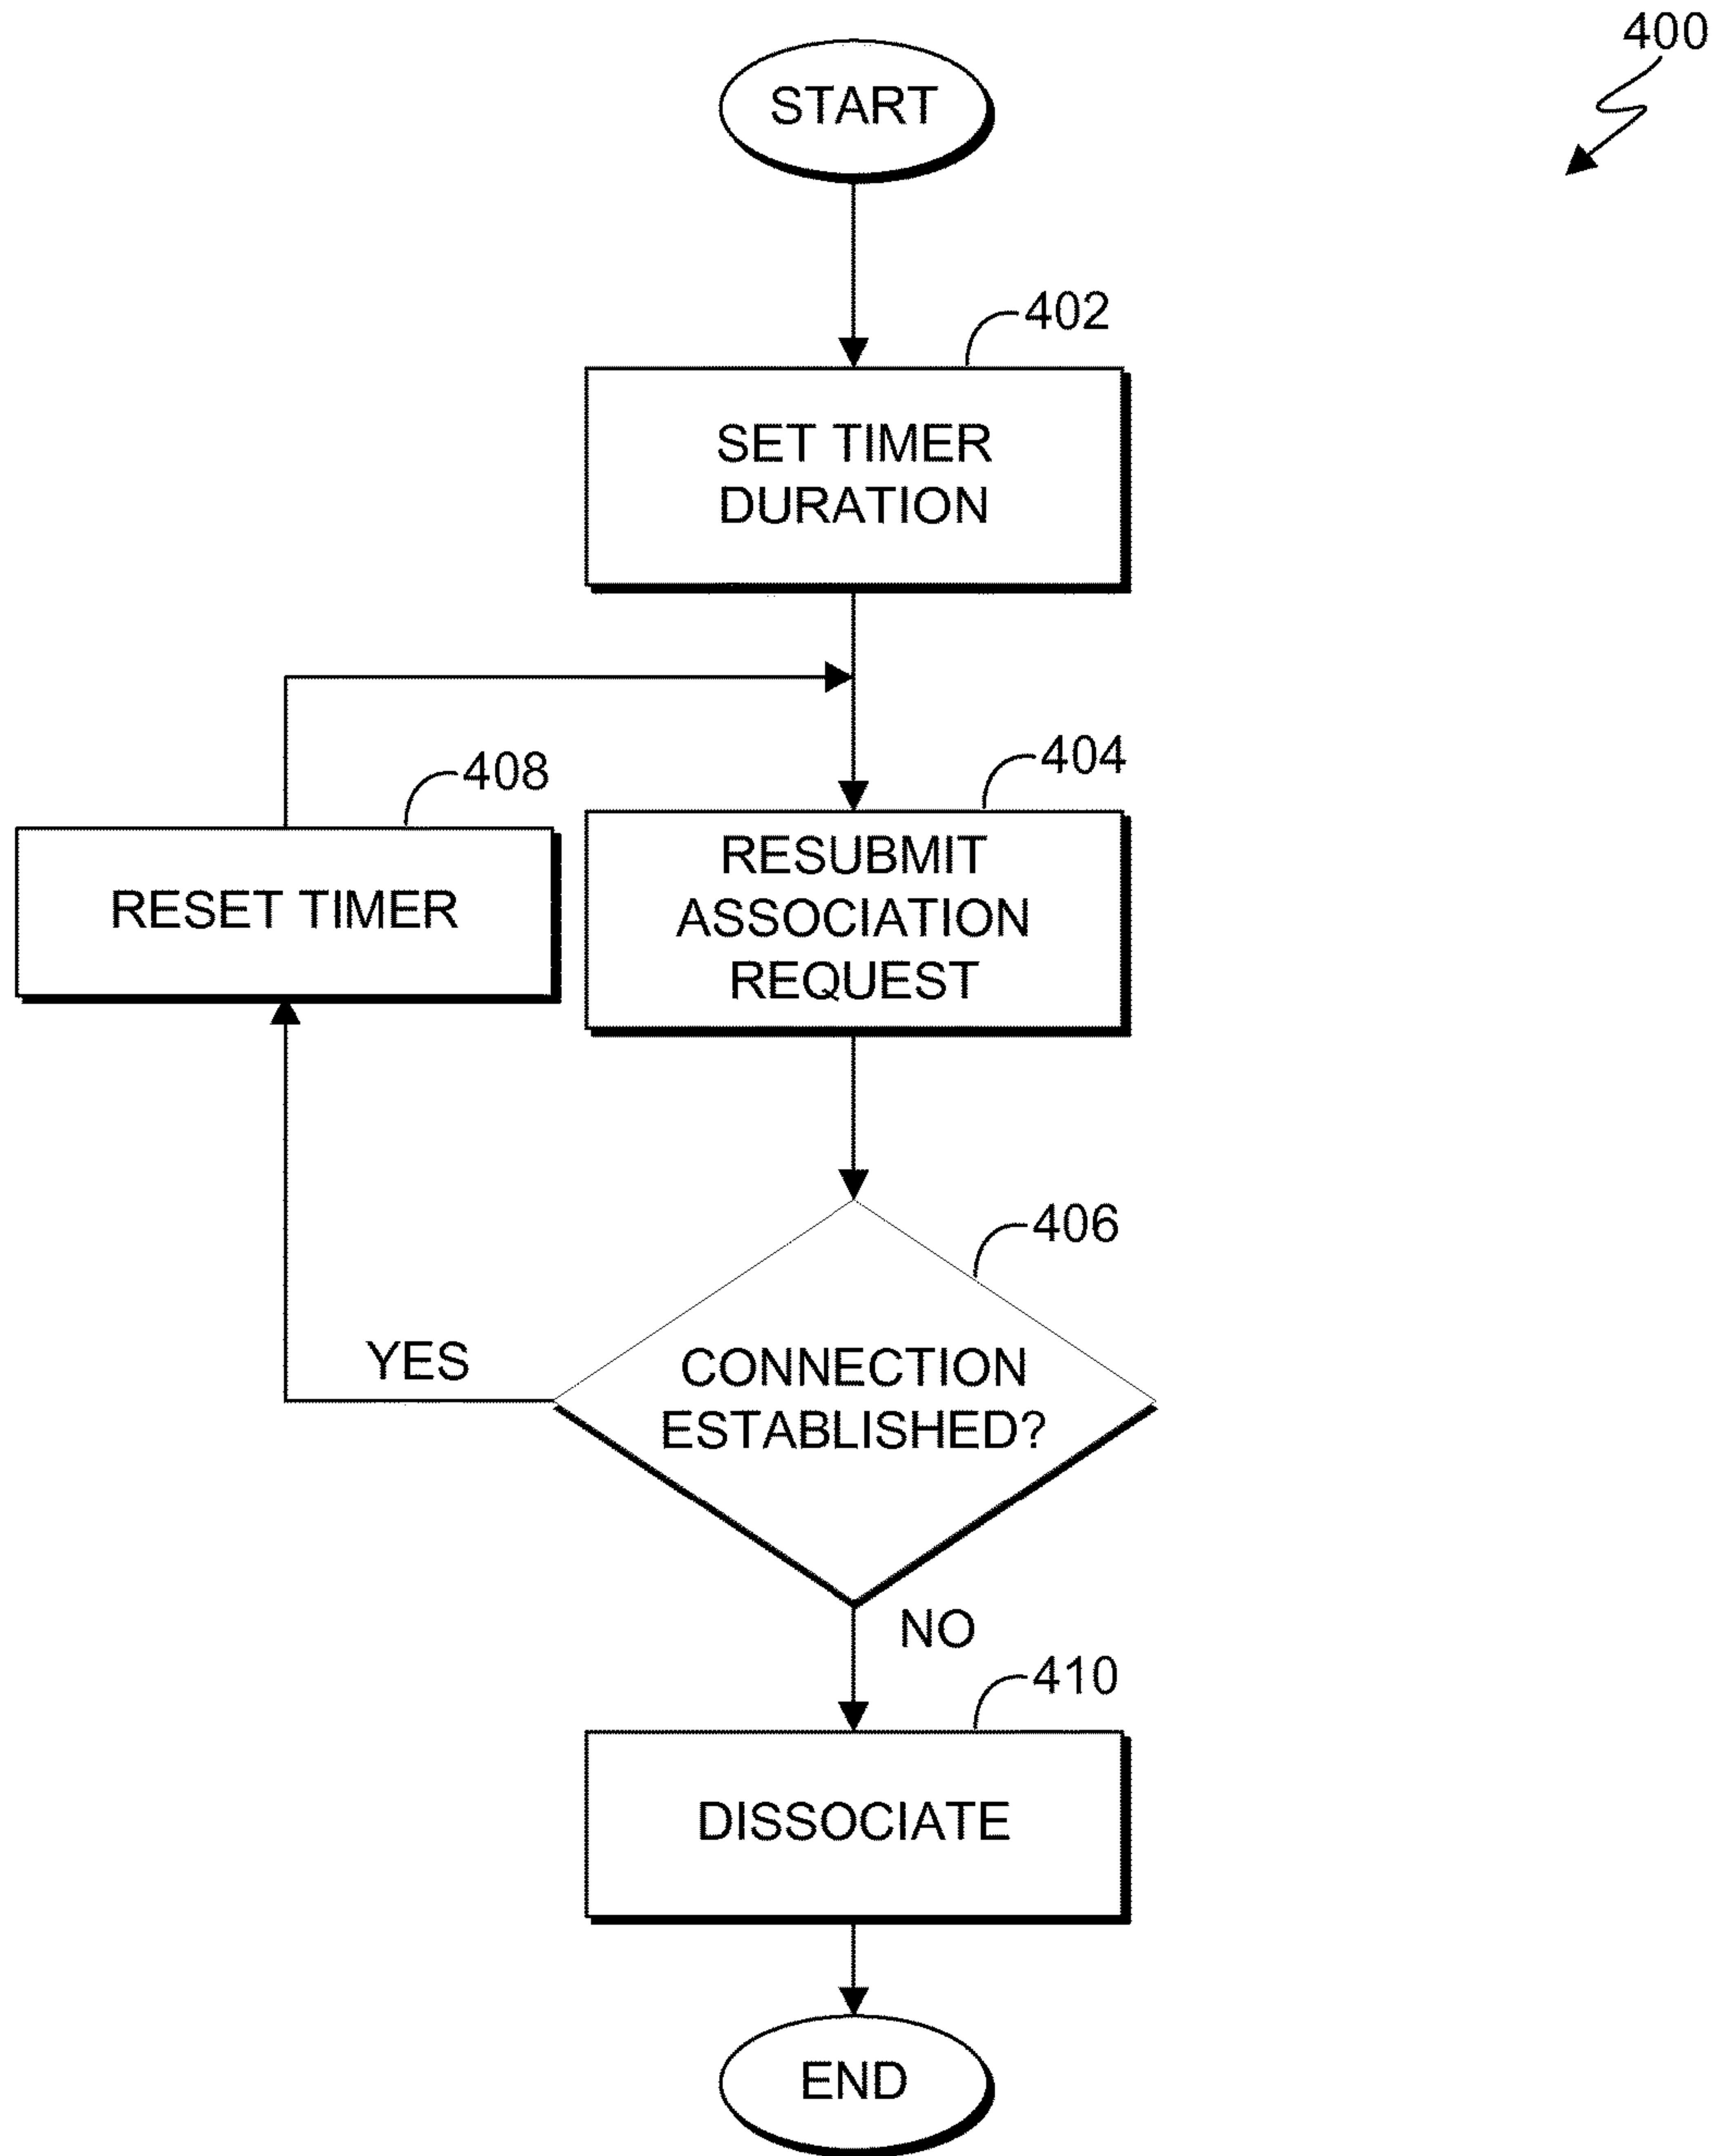 400
START
402
SET TIMER
DURATION
408
404
RESET TIMER
RESUBMIT
ASSOCIATION
REQUEST
406
YES
CONNECTION
ESTABLISHED?
NO
410
DISSOCIATE
END